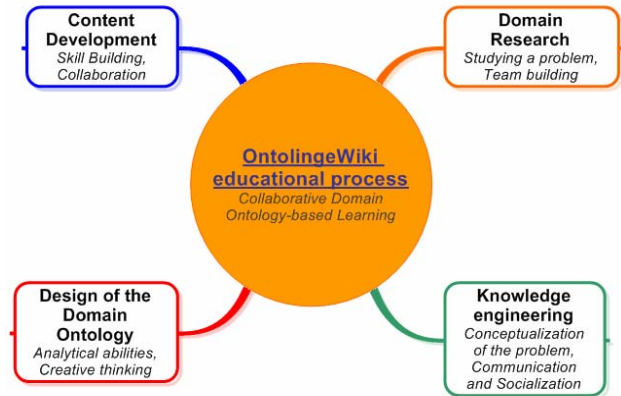 Content
Development
Skill Building,
Collaboration
Domain
Research
Studying a problem,
Team building
OntolingeWiki
educational process
Collaborative Domain
Ontology-based Learning
Design of the
Domain
Ontology
Analytical abilities,
Creative thinking
Knowledge
engineering
Conceptualization
of the problem,
Communication
and Socialization